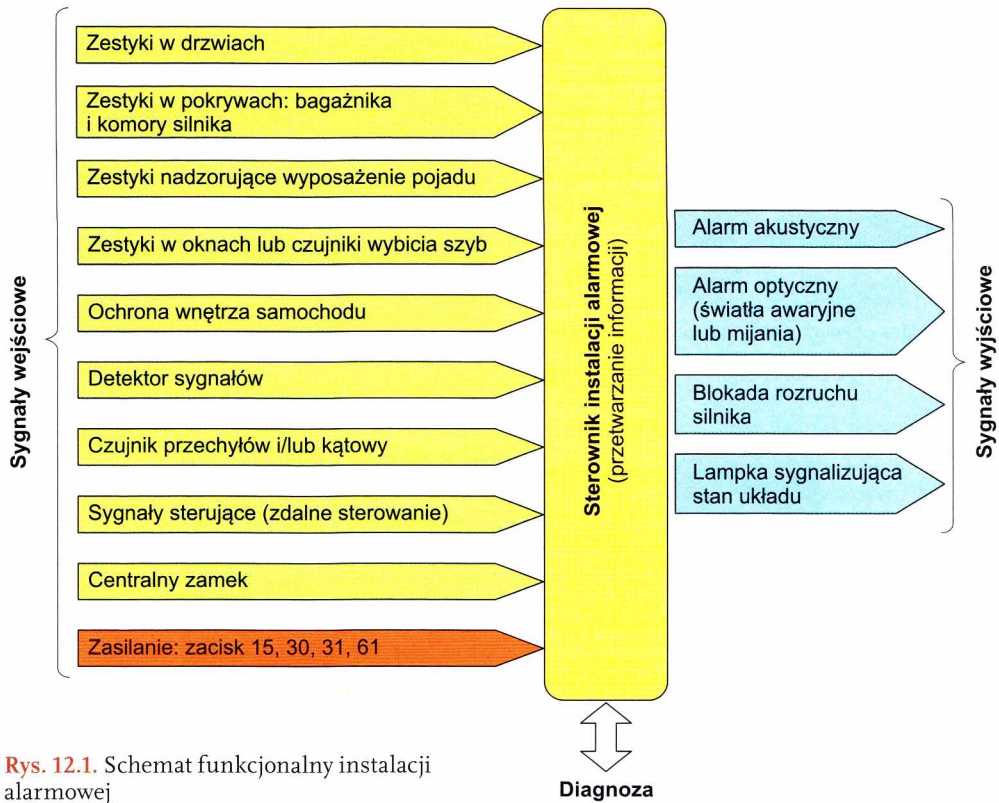 Sygnały wejściowe
Zestyki w drzwiach
Zestyki w pokrywach: bagażnika
i komory silnika
Zestyki nadzorujące wyposażenie pojadu
Zestyki w oknach lub czujniki wybicia szyb
Ochrona wnętrza samochodu
Detektor sygnałów
Czujnik przechyłów i/lub kątowy
Sygnały sterujące (zdalne sterowanie)
Centralny zamek
Zasilanie: zacisk 15, 30, 31, 61
Sterownik instalacji alarmowej
(przetwarzanie informacji)
Alarm akustyczny
Alarm optyczny
(światła awaryjne
lub mijania)
Blokada rozruchu
silnika
Lampka sygnalizująca
stan układu
Sygnały wyjściowe
Diagnoza
Rys. 12.1. Schemat funkcjonalny instalacji
alarmowej